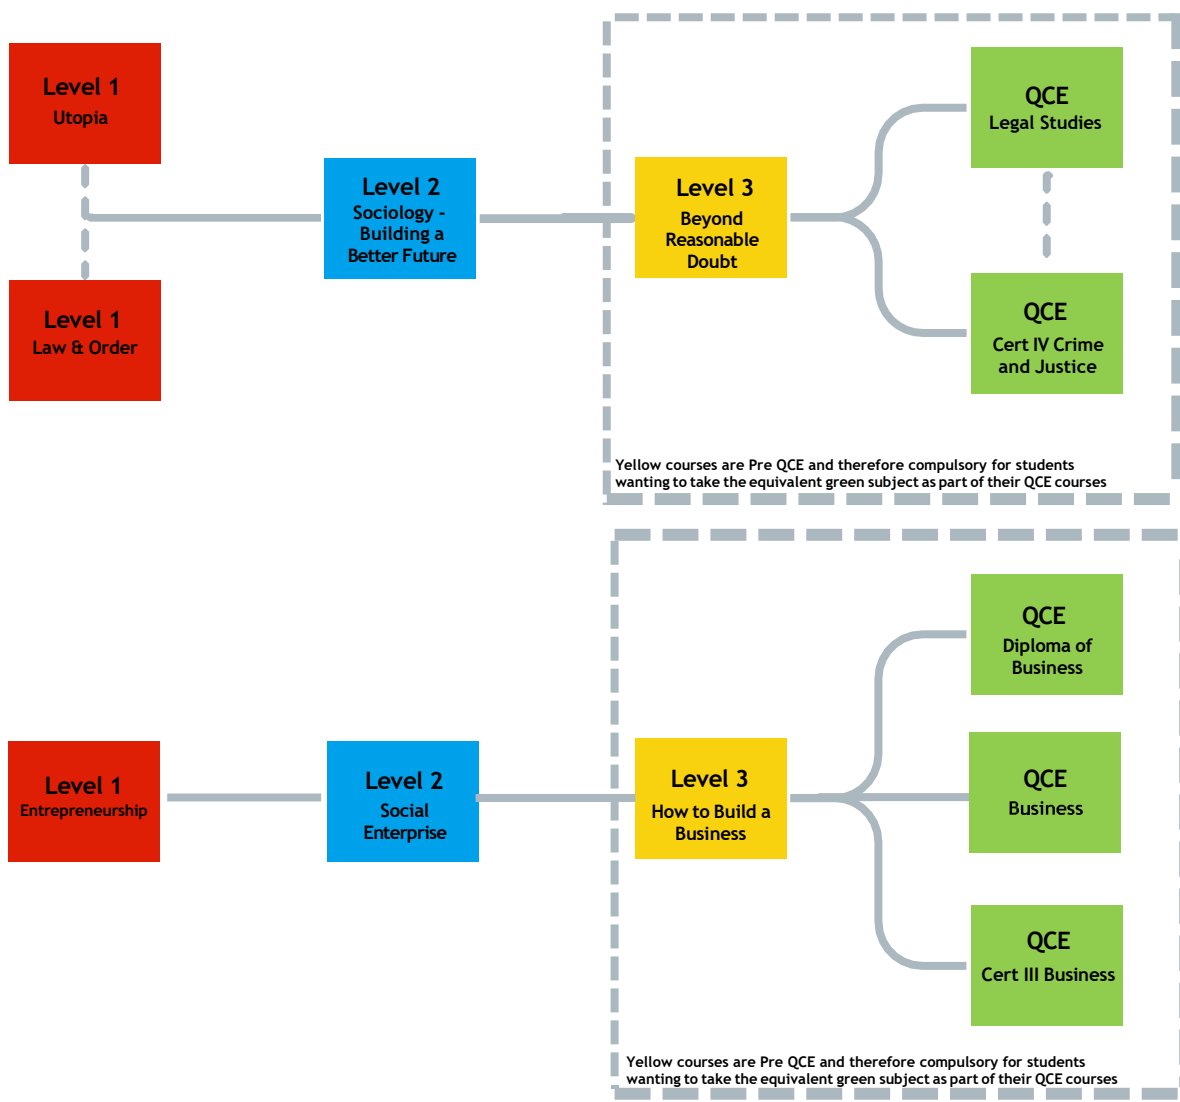 Level 1
Utopia
Level 1
Law & Order
Level 2
Sociology -
Building a
Better Future
Level 3
Beyond
Reasonable
Doubt
QCE
Legal Studies
QCE
Cert IV Crime
and Justice
Yellow courses are Pre QCE and therefore compulsory for students
wanting to take the equivalent green subject as part of their QCE courses
Level 1
Entrepreneurship
Level 2
Social
Enterprise
Level 3
How to Build a
Business
QCE
Diploma of
Business
QCE
Business
QCE
Cert III Business
Yellow courses are Pre QCE and therefore compulsory for students
wanting to take the equivalent green subject as part of their QCE courses